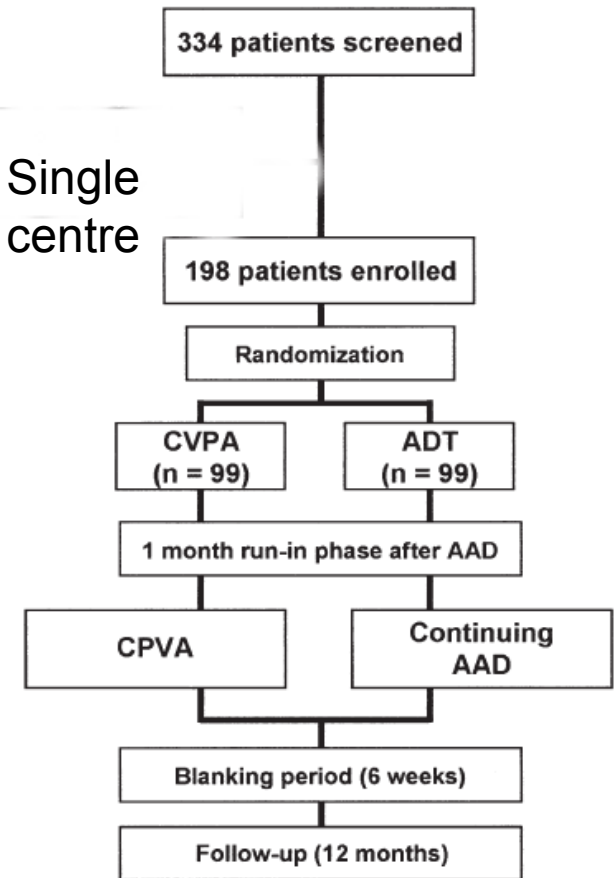 334 patients screened
Single
centre
198 patients enrolled
Randomization
CVPA
(n = 99)
ADT
(n = 99)
1 month run-in phase after AAD
CPVA
Continuing
AAD
Blanking period (6 weeks)
Follow-up (12 months)